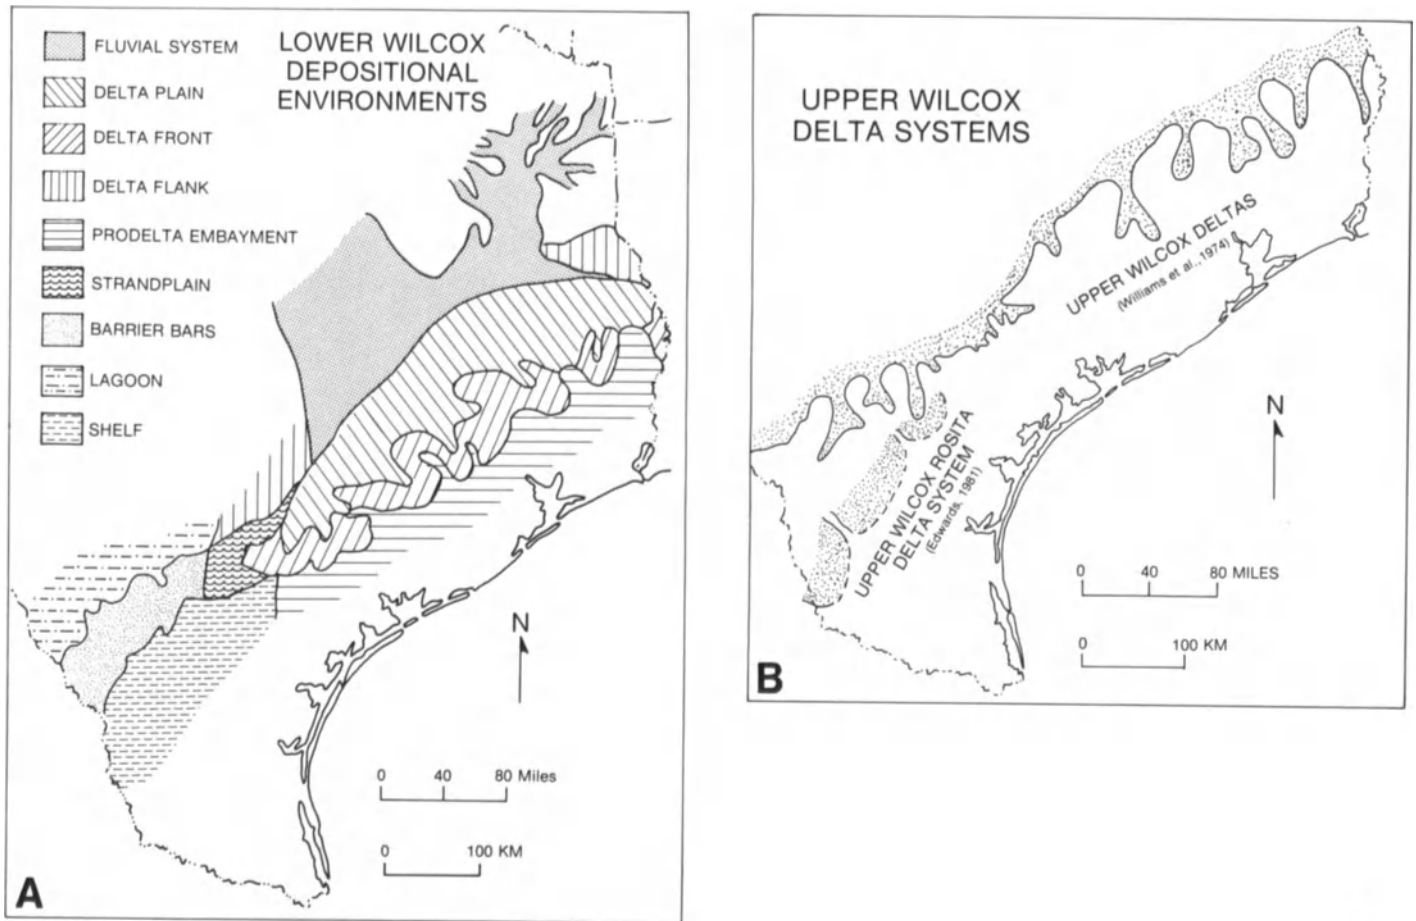 LOWER WILCOX
DEPOSITIONAL
ENVIRONMENTS
FLUVIAL SYSTEM
DELTA PLAIN
DELTA FRONT
DELTA FLANK
PRODELTA EMBAYMENT
STRANDPLAIN
BARRIER BARS
LAGOON
SHELF
N
0 40 80 Miles
0 100 KM
A
UPPER WILCOX
DELTA SYSTEMS
UPPER WILCOX DELTAS
(Williams et al., 1974)
UPPER WILCOX ROSITA
DELTA SYSTEM
(Edwards, 1981)
N
0 40 80 MILES
0 100 KM
B